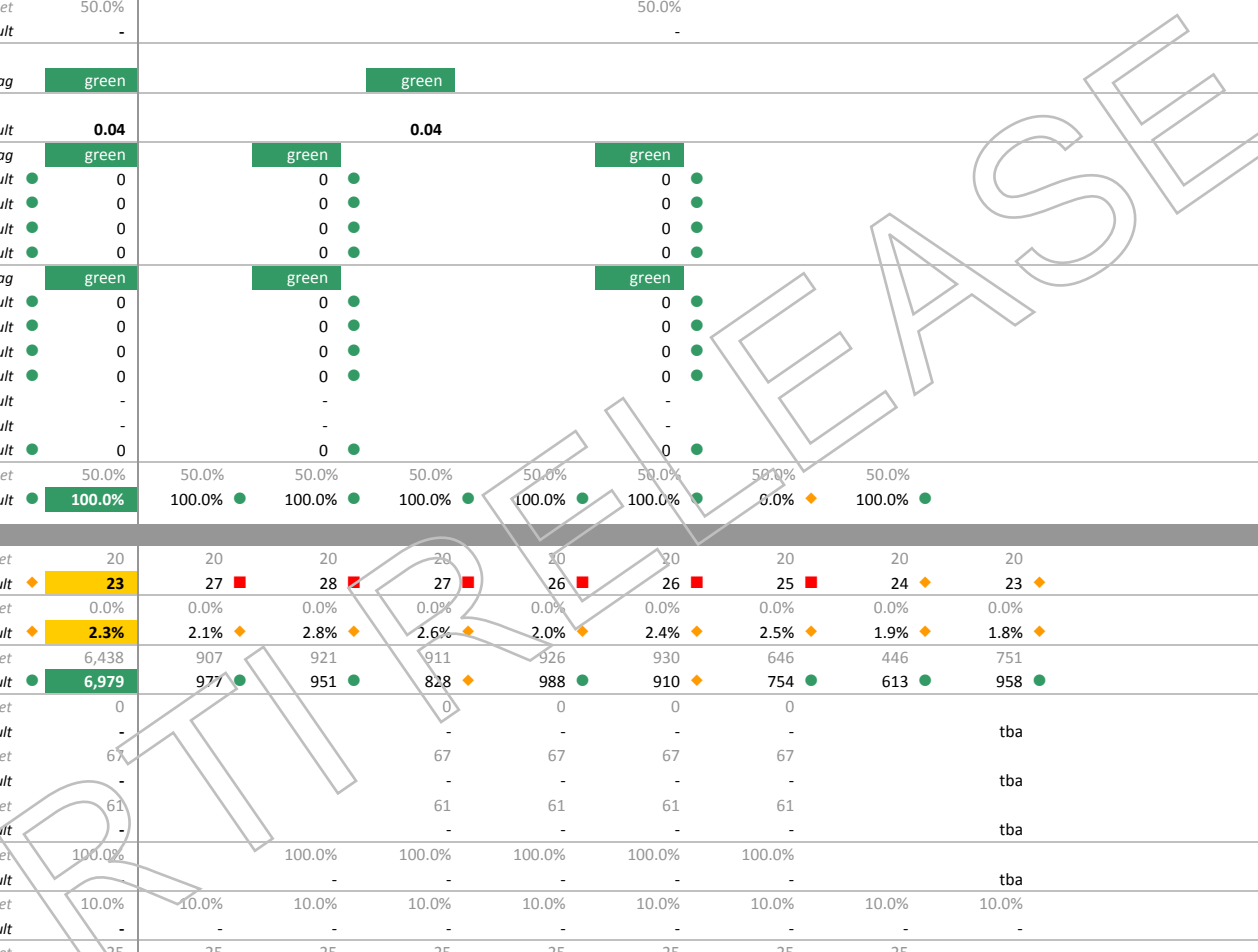 et 50.0% 50.0%
ult - -
ag green green
ult 0.04 0.04
ag green green green
ult 0 0 0
ult 0 0 0
ult 0 0 0
ult 0 0 0
ag green green green
ult 0 0 0
ult 0 0 0
ult 0 0 0
ult 0 0 0
ult - - -
ult - - -
ult 0 0 0
et 50.0% 50.0% 50.0% 50.0% 50.0% 50.0% 50.0% 50.0%
ult 100.0% 100.0% 100.0% 100.0% 100.0% 100.0% 0.0% 100.0%
et 20 20 20 20 20 20 20 20 20
ult 23 27 28 27 26 26 25 24 23
et 0.0% 0.0% 0.0% 0.0% 0.0% 0.0% 0.0% 0.0% 0.0%
ult 2.3% 2.1% 2.8% 2.6% 2.0% 2.4% 2.5% 1.9% 1.8%
et 6,438 907 921 911 926 930 646 446 751
ult 6,979 977 951 828 988 910 754 613 958
et 0 0 0 0 0
ult - - - - - tba
et 67 67 67 67 67
ult - - - - - tba
et 61 61 61 61 61
ult - - - - - tba
et 100.0% 100.0% 100.0% 100.0% 100.0% 100.0%
ult - - - - - - tba
et 10.0% 10.0% 10.0% 10.0% 10.0% 10.0% 10.0% 10.0% 10.0%
ult - - - - - - - - -
et 25 25 25 25 25 25 25 25
RTI RELEASE